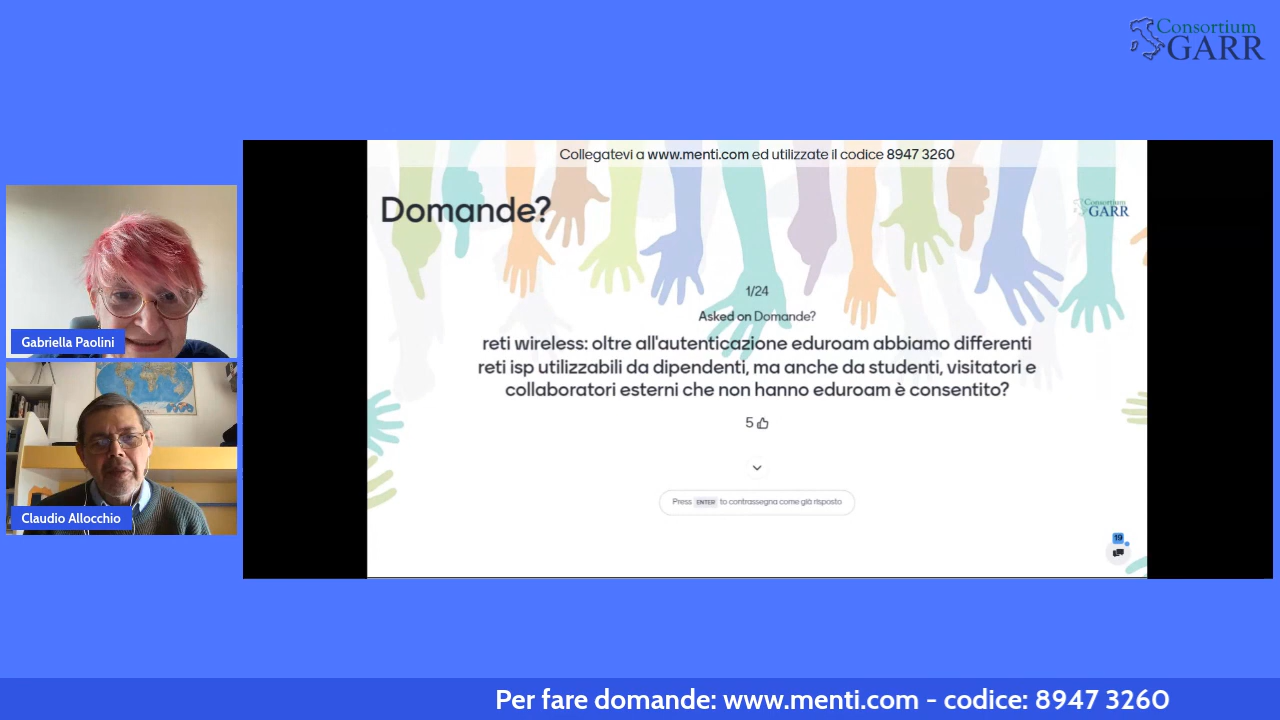 Consortium
GARR
Collegatevi a www.menti.com ed utilizzate il codice 8947 3260
Domande?
Consortium
GARR
1/24
Asked on Domande?
reti wireless: oltre all'autenticazione eduroam abbiamo differenti
reti isp utilizzabili da dipendenti, ma anche da studenti, visitatori e
collaboratori esterni che non hanno eduroam è consentito?
5
Press ENTER to contrassegna come già risposto
19
Gabriella Paolini
Claudio Allocchio
Per fare domande: www.menti.com - codice: 8947 3260